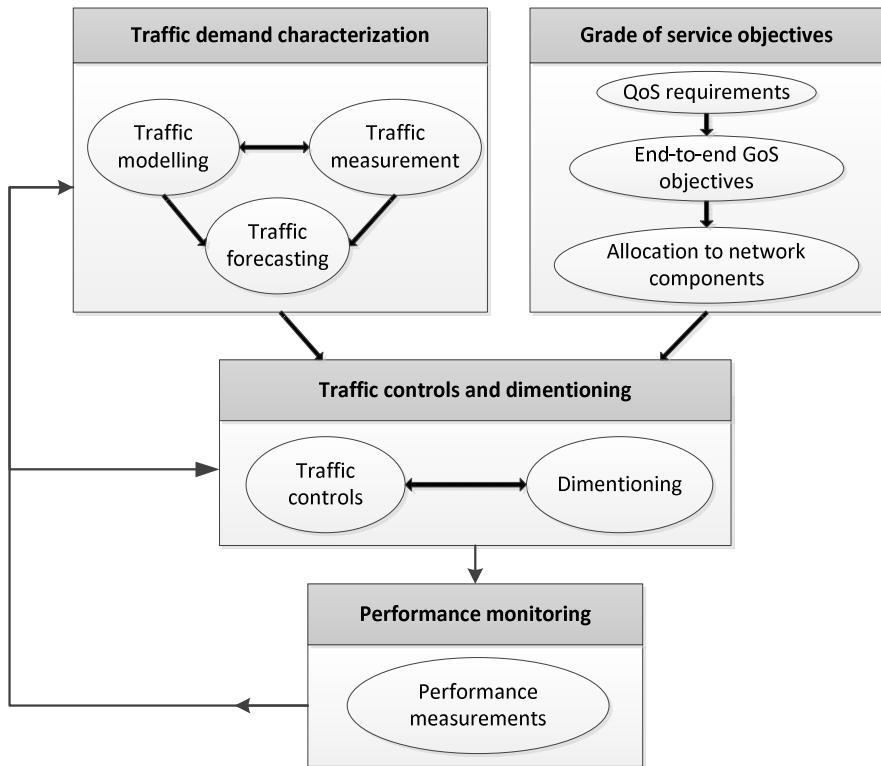 Traffic demand characterization
Traffic
modelling
Traffic
measurement
Traffic
forecasting
Grade of service objectives
QoS requirements
End-to-end GoS
objectives
Allocation to network
components
Traffic controls and dimentioning
Traffic
controls
Dimentioning
Performance monitoring
Performance
measurements